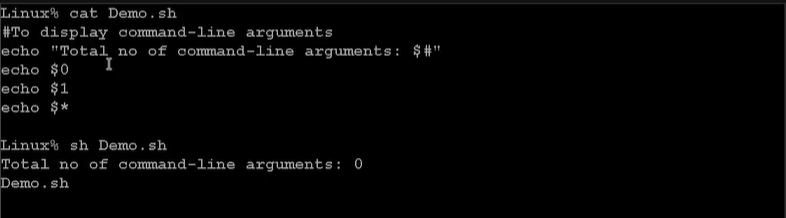 Linux% cat Demo.sh
#To display command-line arguments
echo "Total no of command-line arguments: $#"
echo $0
echo $1
echo $*
Linux% sh Demo.sh
Total no of command-line arguments: 0
Demo.sh